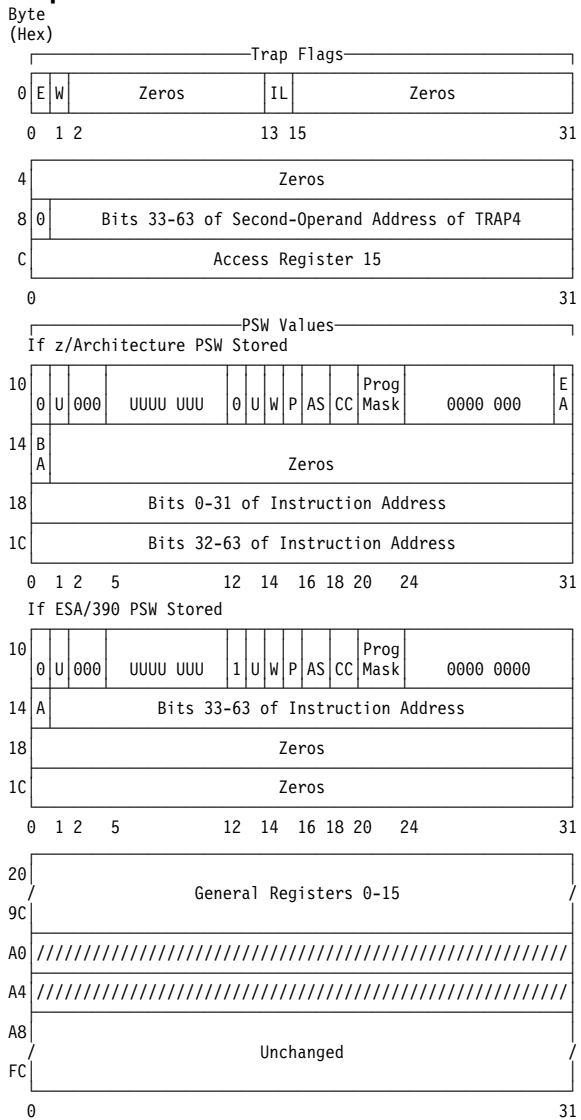 Byte
(Hex)
Trap Flags
0 E W Zeros IL Zeros
0 1 2 13 15 31
4 Zeros
8 0 Bits 33-63 of Second-Operand Address of TRAP4
C Access Register 15
0 31
PSW Values
If z/Architecture PSW Stored
10 Prog E
0 U 000 UUUU UUU 0 U W P AS CC Mask 0000 000 A
14 B
A Zeros
18 Bits 0-31 of Instruction Address
1C Bits 32-63 of Instruction Address
0 1 2 5 12 14 16 18 20 24 31
If ESA/390 PSW Stored
10 Prog
0 U 000 UUUU UUU 1 U W P AS CC Mask 0000 0000
14 A Bits 33-63 of Instruction Address
18 Zeros
1C Zeros
0 1 2 5 12 14 16 18 20 24 31
20
/ General Registers 0-15 /
9C
A0 /////////////////////////////////////////////////////////
A4 /////////////////////////////////////////////////////////
A8
/ Unchanged /
FC
0 31